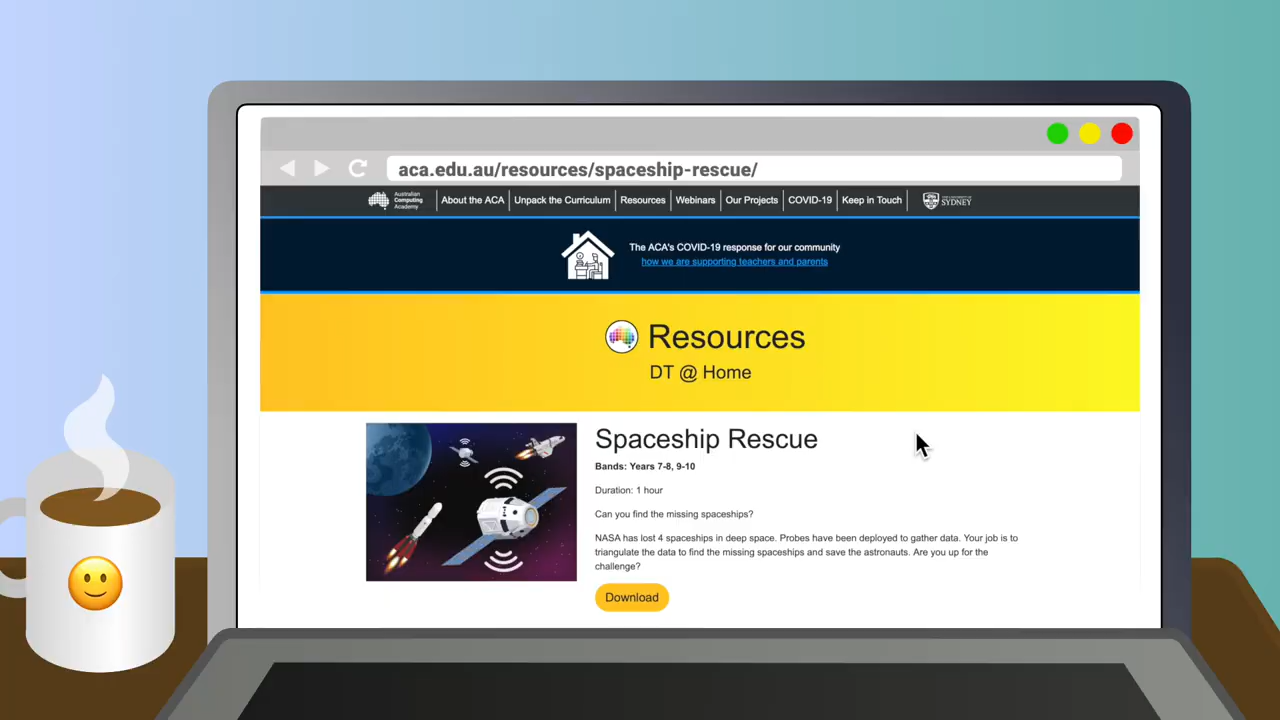 aca.edu.au/resources/spaceship-rescue/
Australian
Computing
Academy
About the ACA
Unpack the Curriculum
Resources
Webinars
Our Projects
COVID-19
Keep in Touch
SYDNEY
The ACA's COVID-19 response for our community
how we are supporting teachers and parents
Resources
DT @ Home
Spaceship Rescue
Bands: Years 7-8, 9-10
Duration: 1 hour
Can you find the missing spaceships?
NASA has lost 4 spaceships in deep space. Probes have been deployed to gather data. Your job is to
triangulate the data to find the missing spaceships and save the astronauts. Are you up for the
challenge?
Download